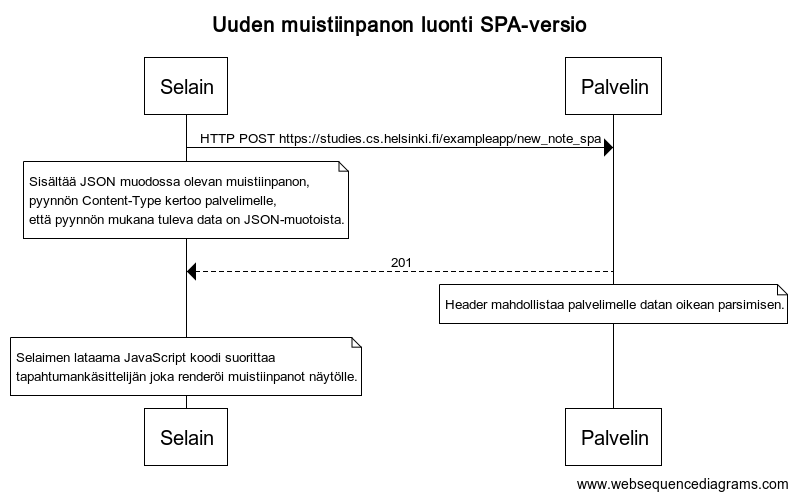 Uuden muistiinpanon luonti SPA-versio
Selain
Palvelin
HTTP POST https://studies.cs.helsinki.fi/exampleapp/new_note_spa
Sisältää JSON muodossa olevan muistiinpanon,
pyynnön Content-Type kertoo palvelimelle,
että pyynnön mukana tuleva data on JSON-muotoista.
201
Header mahdollistaa palvelimelle datan oikean parsimisen.
Selaimen lataama JavaScript koodi suorittaa
tapahtumankäsittelijän joka renderöi muistiinpanot näytölle.
Selain
Palvelin
www.websequencediagrams.com